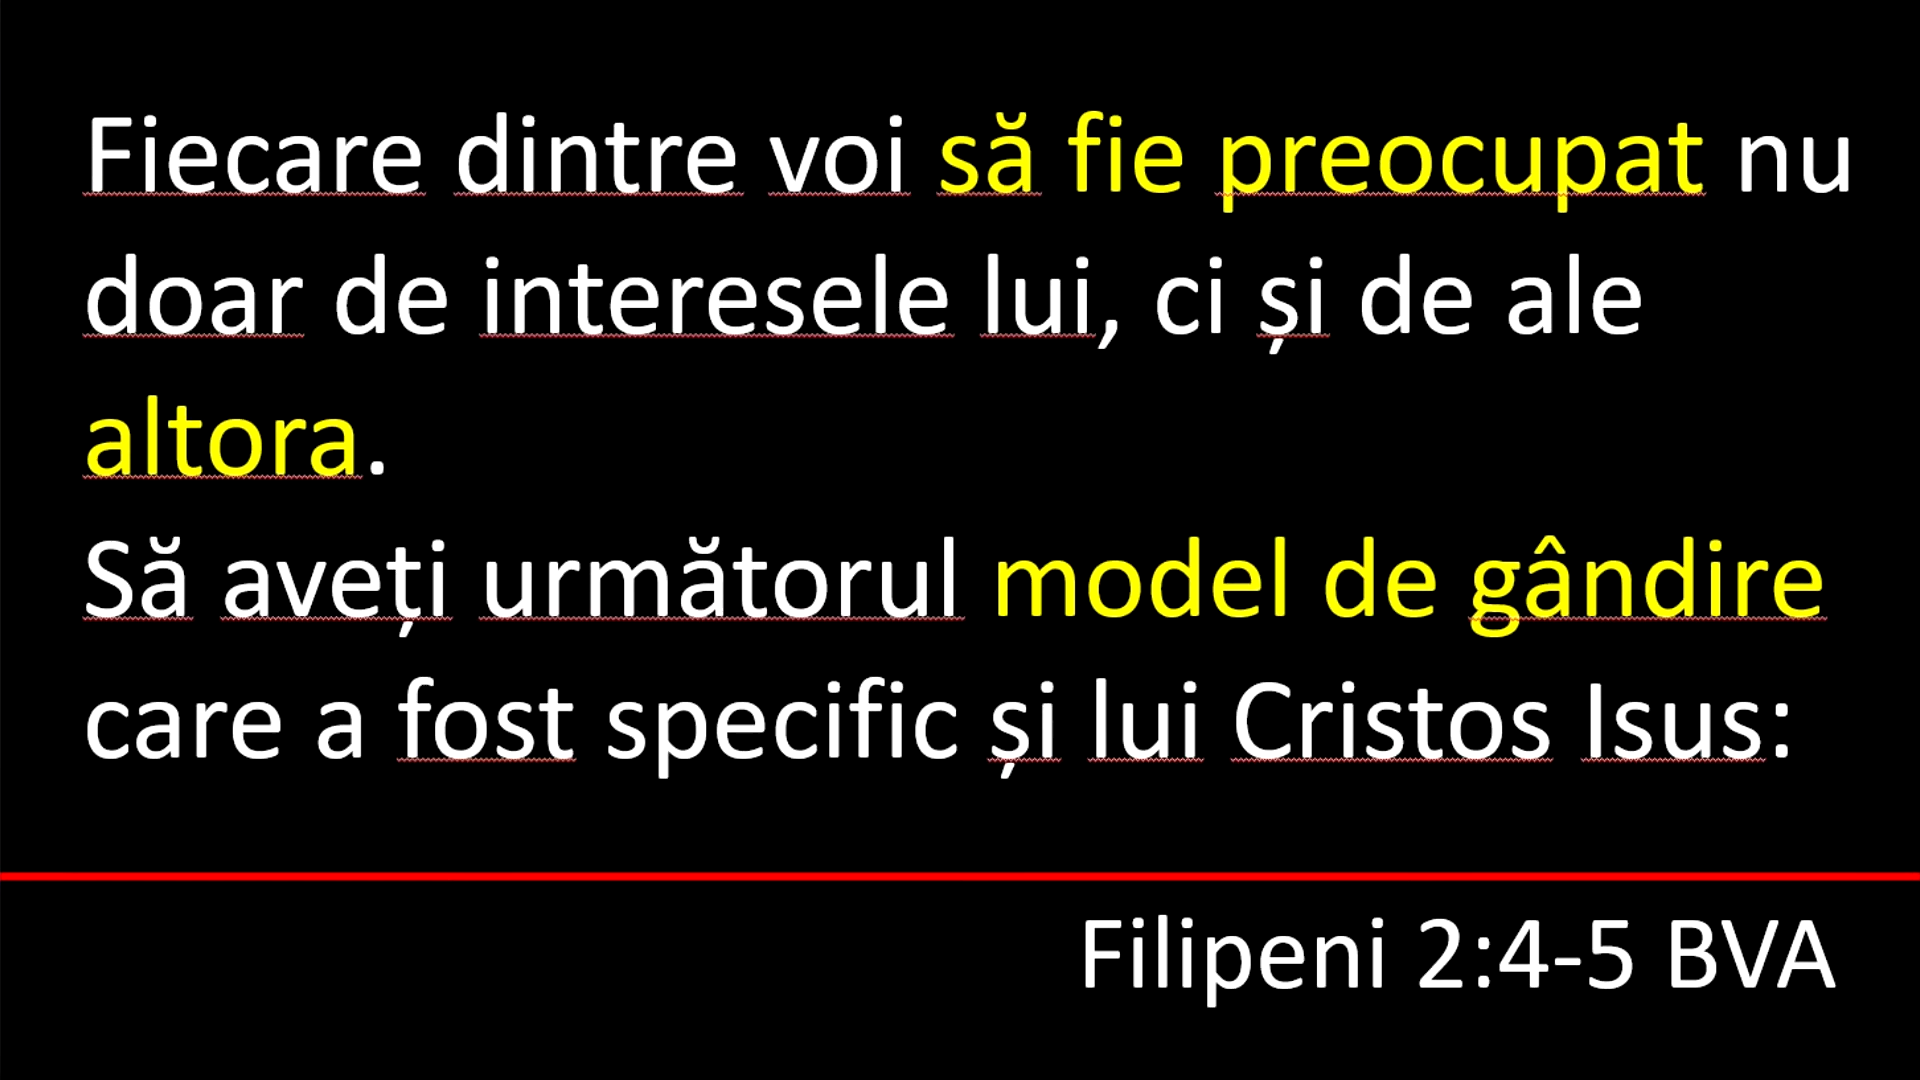 Fiecare dintre voi să fie preocupat nu
doar de interesele lui, ci și de ale
altora.
Să aveți următorul model de gândire
care a fost specific și lui Cristos Isus:
Filipeni 2:4-5 BVA